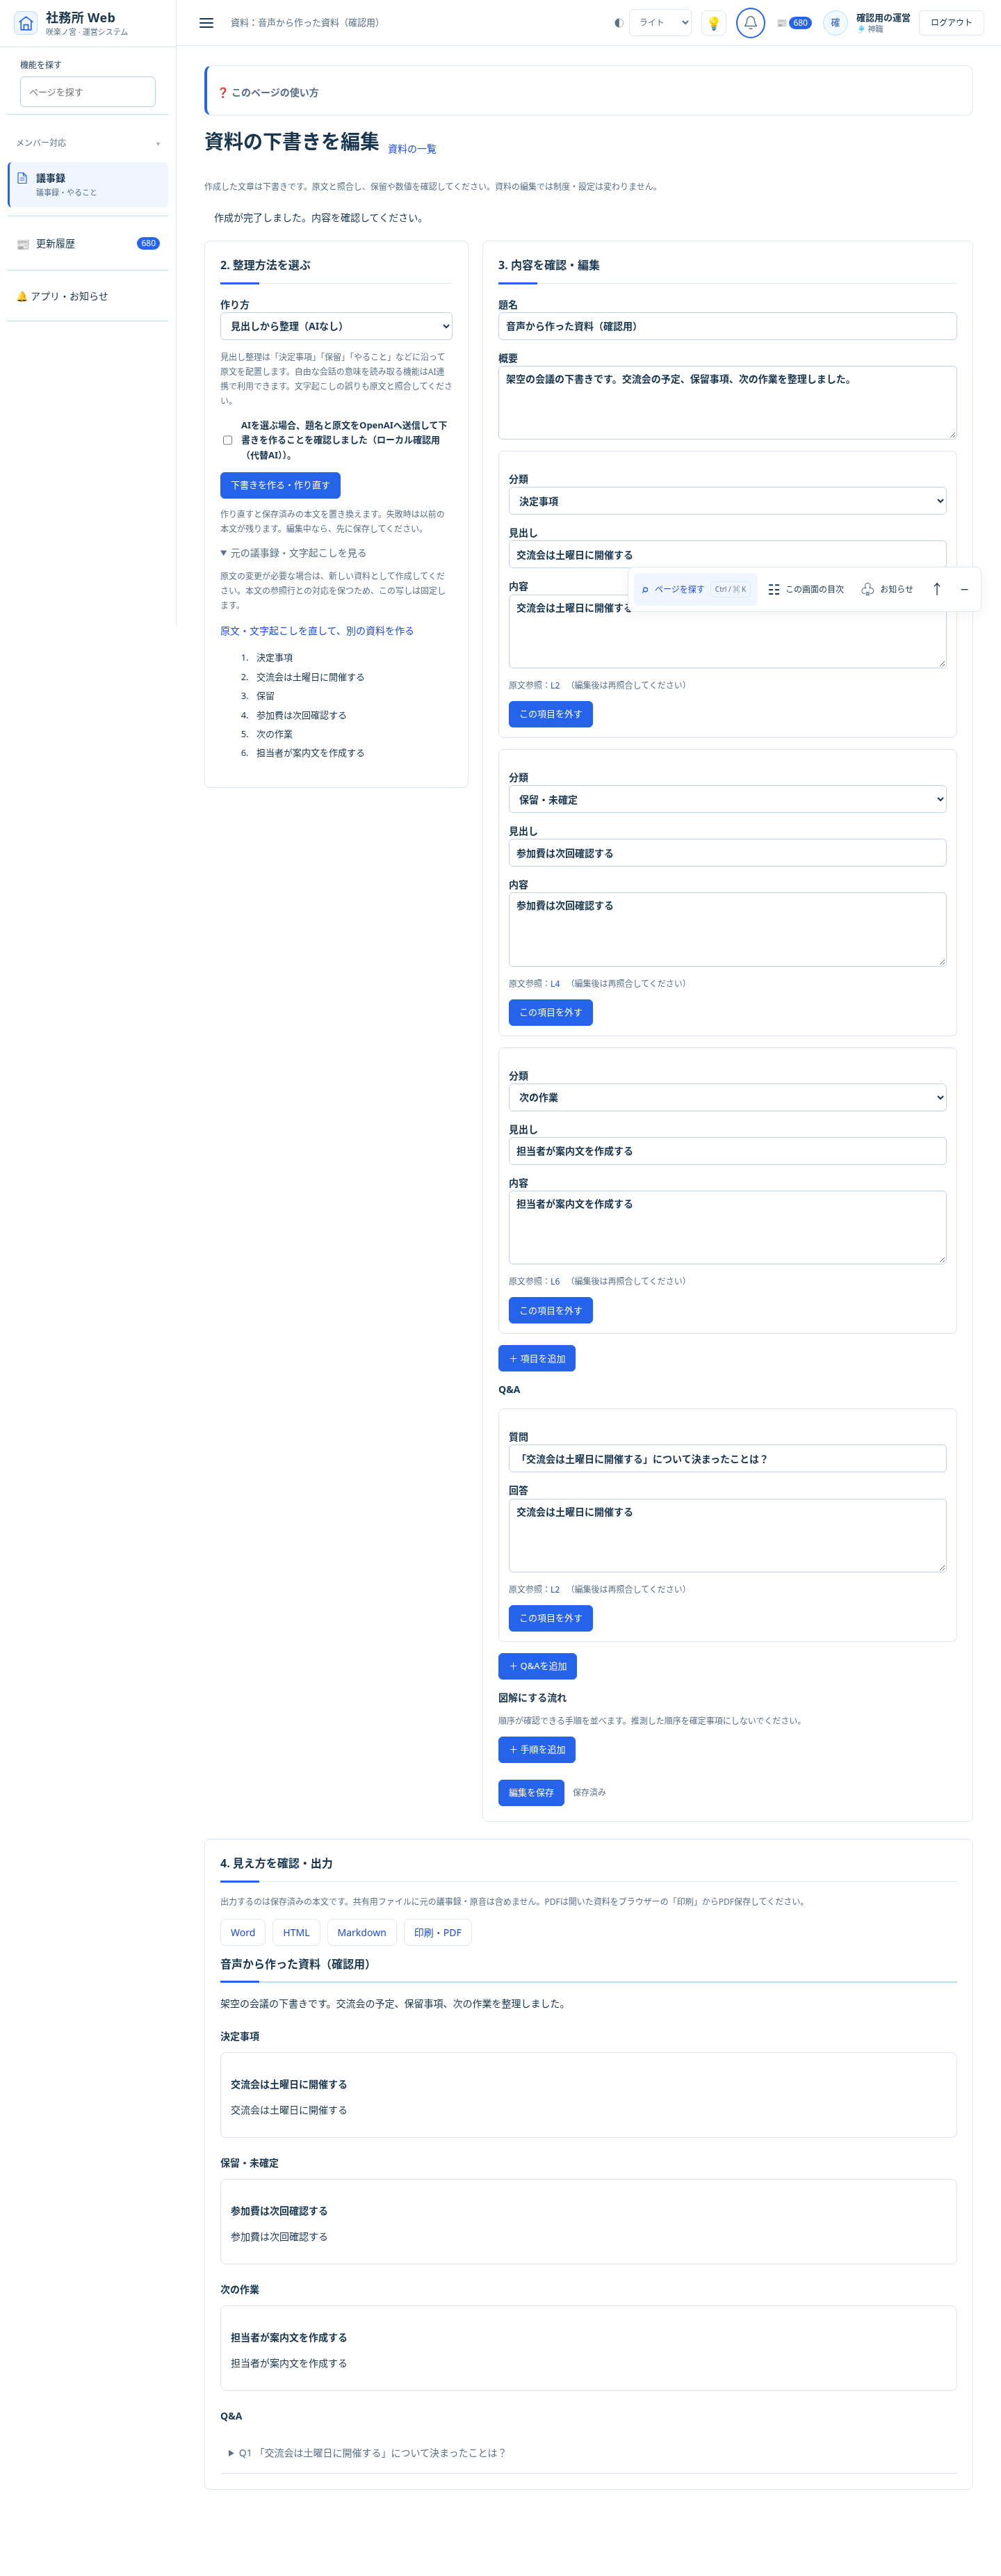 社務所 Web
咲楽ノ宮 · 運営システム
資料：音声から作った資料（確認用）
ライト
680
確
確認用の運営
神職
ログアウト
機能を探す
ページを探す
メンバー対応
議事録
議事録・やること
更新履歴
680
アプリ・お知らせ
このページの使い方
資料の下書きを編集
資料の一覧
作成した文章は下書きです。原文と照合し、保留や数値を確認してください。資料の編集では制度・設定は変わりません。
作成が完了しました。内容を確認してください。
2. 整理方法を選ぶ
作り方
見出しから整理（AIなし）
見出し整理は「決定事項」「保留」「やること」などに沿って
原文を配置します。自由な会話の意味を読み取る機能はAI連
携で利用できます。文字起こしの誤りも原文と照合してくださ
い。
AIを選ぶ場合、題名と原文をOpenAIへ送信して下
書きを作ることを確認しました（ローカル確認用
（代替AI））。
下書きを作る・作り直す
作り直すと保存済みの本文を置き換えます。失敗時は以前の
本文が残ります。編集中なら、先に保存してください。
▼ 元の議事録・文字起こしを見る
原文の変更が必要な場合は、新しい資料として作成してくだ
さい。本文の参照行との対応を保つため、この写しは固定し
ます。
原文・文字起こしを直して、別の資料を作る
1. 決定事項
2. 交流会は土曜日に開催する
3. 保留
4. 参加費は次回確認する
5. 次の作業
6. 担当者が案内文を作成する
3. 内容を確認・編集
題名
音声から作った資料（確認用）
概要
架空の会議の下書きです。交流会の予定、保留事項、次の作業を整理しました。
分類
決定事項
見出し
交流会は土曜日に開催する
ページを探す
Ctrl / ⌘ K
この画面の目次
お知らせ
↑
−
内容
交流会は土曜日に開催する
原文参照：L2 （編集後は再照合してください）
この項目を外す
分類
保留・未確定
見出し
参加費は次回確認する
内容
参加費は次回確認する
原文参照：L4 （編集後は再照合してください）
この項目を外す
分類
次の作業
見出し
担当者が案内文を作成する
内容
担当者が案内文を作成する
原文参照：L6 （編集後は再照合してください）
この項目を外す
＋ 項目を追加
Q&A
質問
「交流会は土曜日に開催する」について決まったことは？
回答
交流会は土曜日に開催する
原文参照：L2 （編集後は再照合してください）
この項目を外す
＋ Q&Aを追加
図解にする流れ
順序が確認できる手順を並べます。推測した順序を確定事項にしないでください。
＋ 手順を追加
編集を保存
保存済み
4. 見え方を確認・出力
出力するのは保存済みの本文です。共有用ファイルに元の議事録・原音は含めません。PDFは開いた資料をブラウザーの「印刷」からPDF保存してください。
Word
HTML
Markdown
印刷・PDF
音声から作った資料（確認用）
架空の会議の下書きです。交流会の予定、保留事項、次の作業を整理しました。
決定事項
交流会は土曜日に開催する
交流会は土曜日に開催する
保留・未確定
参加費は次回確認する
参加費は次回確認する
次の作業
担当者が案内文を作成する
担当者が案内文を作成する
Q&A
▶ Q1 「交流会は土曜日に開催する」について決まったことは？